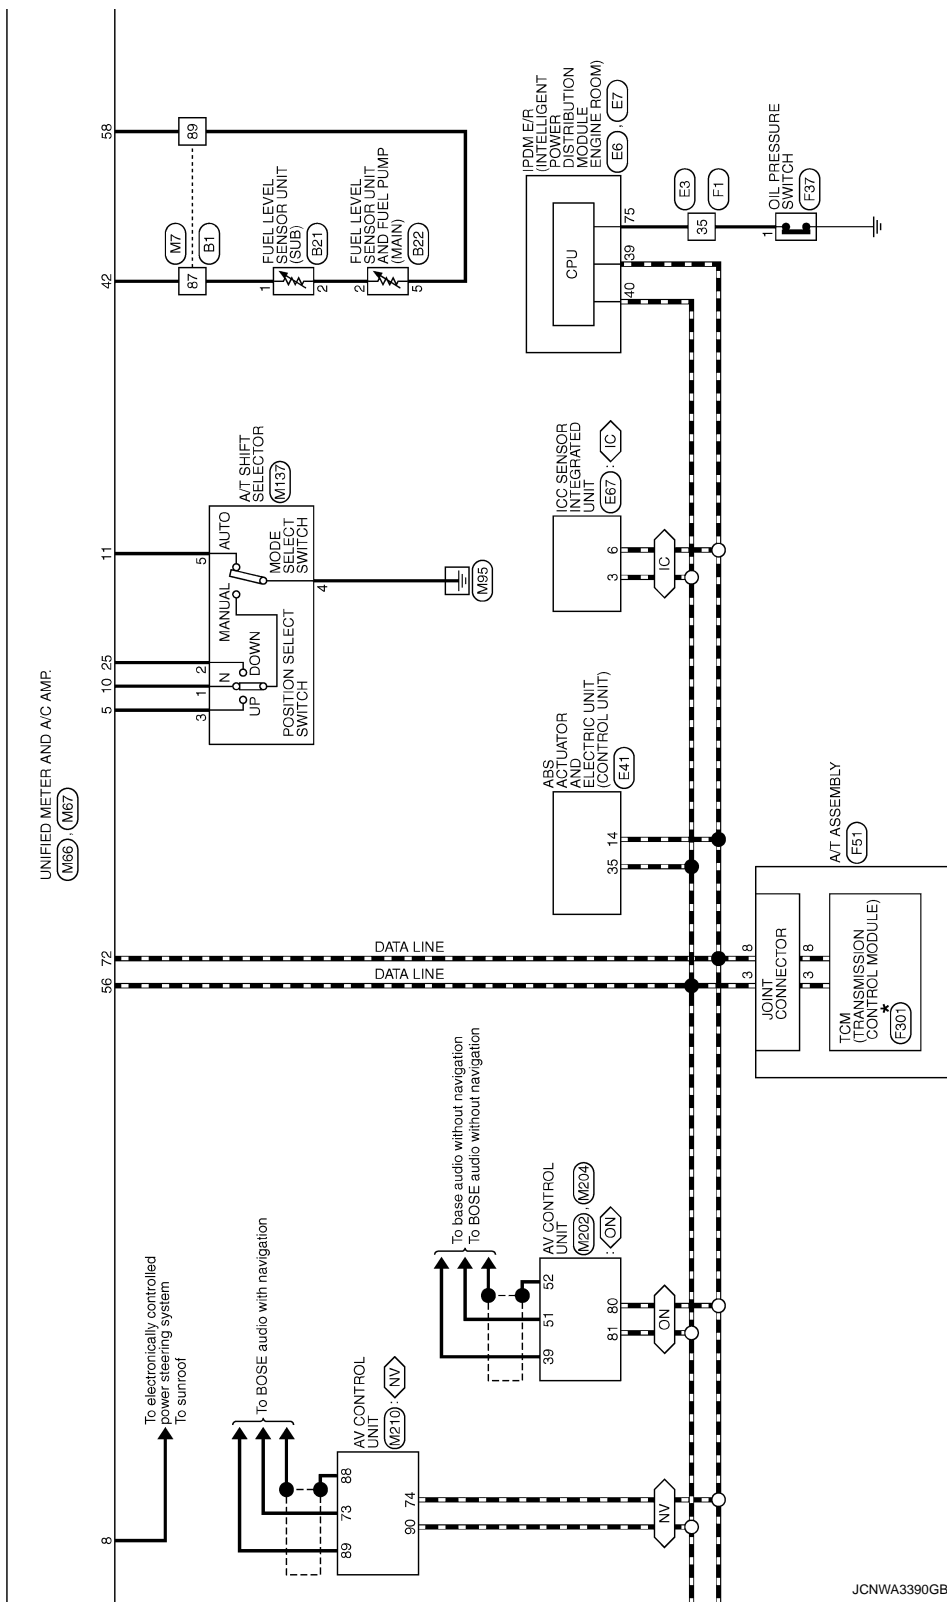 UNIFIED METER AND A/C AMP.
M66 , M67
8
56
72
5
10
25
11
42
58
To electronically controlled
power steering system
To sunroof
To BOSE audio with navigation
AV CONTROL
UNIT
M210 : NV
89
73
88
90
74
NV
To base audio without navigation
To BOSE audio without navigation
AV CONTROL
UNIT
M202 , M204
: ON
39
51
52
81
80
ON
DATA LINE
DATA LINE
3
8
JOINT
CONNECTOR
3
8
TCM
(TRANSMISSION
CONTROL MODULE)
*
F301
A/T ASSEMBLY
F51
ABS
ACTUATOR
AND
ELECTRIC UNIT
(CONTROL UNIT)
E41
35
14
A/T SHIFT
SELECTOR
M137
3
1
2
5
UP
N
DOWN
MANUAL
AUTO
POSITION SELECT
SWITCH
MODE
SELECT
SWITCH
4
M95
ICC SENSOR
INTEGRATED
UNIT
E67 : IC
3
6
IC
M7
B1
87
89
FUEL LEVEL
SENSOR UNIT
(SUB)
B21
1
2
FUEL LEVEL
SENSOR UNIT
AND FUEL PUMP
(MAIN)
B22
2
5
IPDM E/R
(INTELLIGENT
POWER
DISTRIBUTION
MODULE
ENGINE ROOM)
E6 , E7
CPU
40
39
75
E3
F1
35
OIL PRESSURE
SWITCH
F37
1
JCNWA3390GB